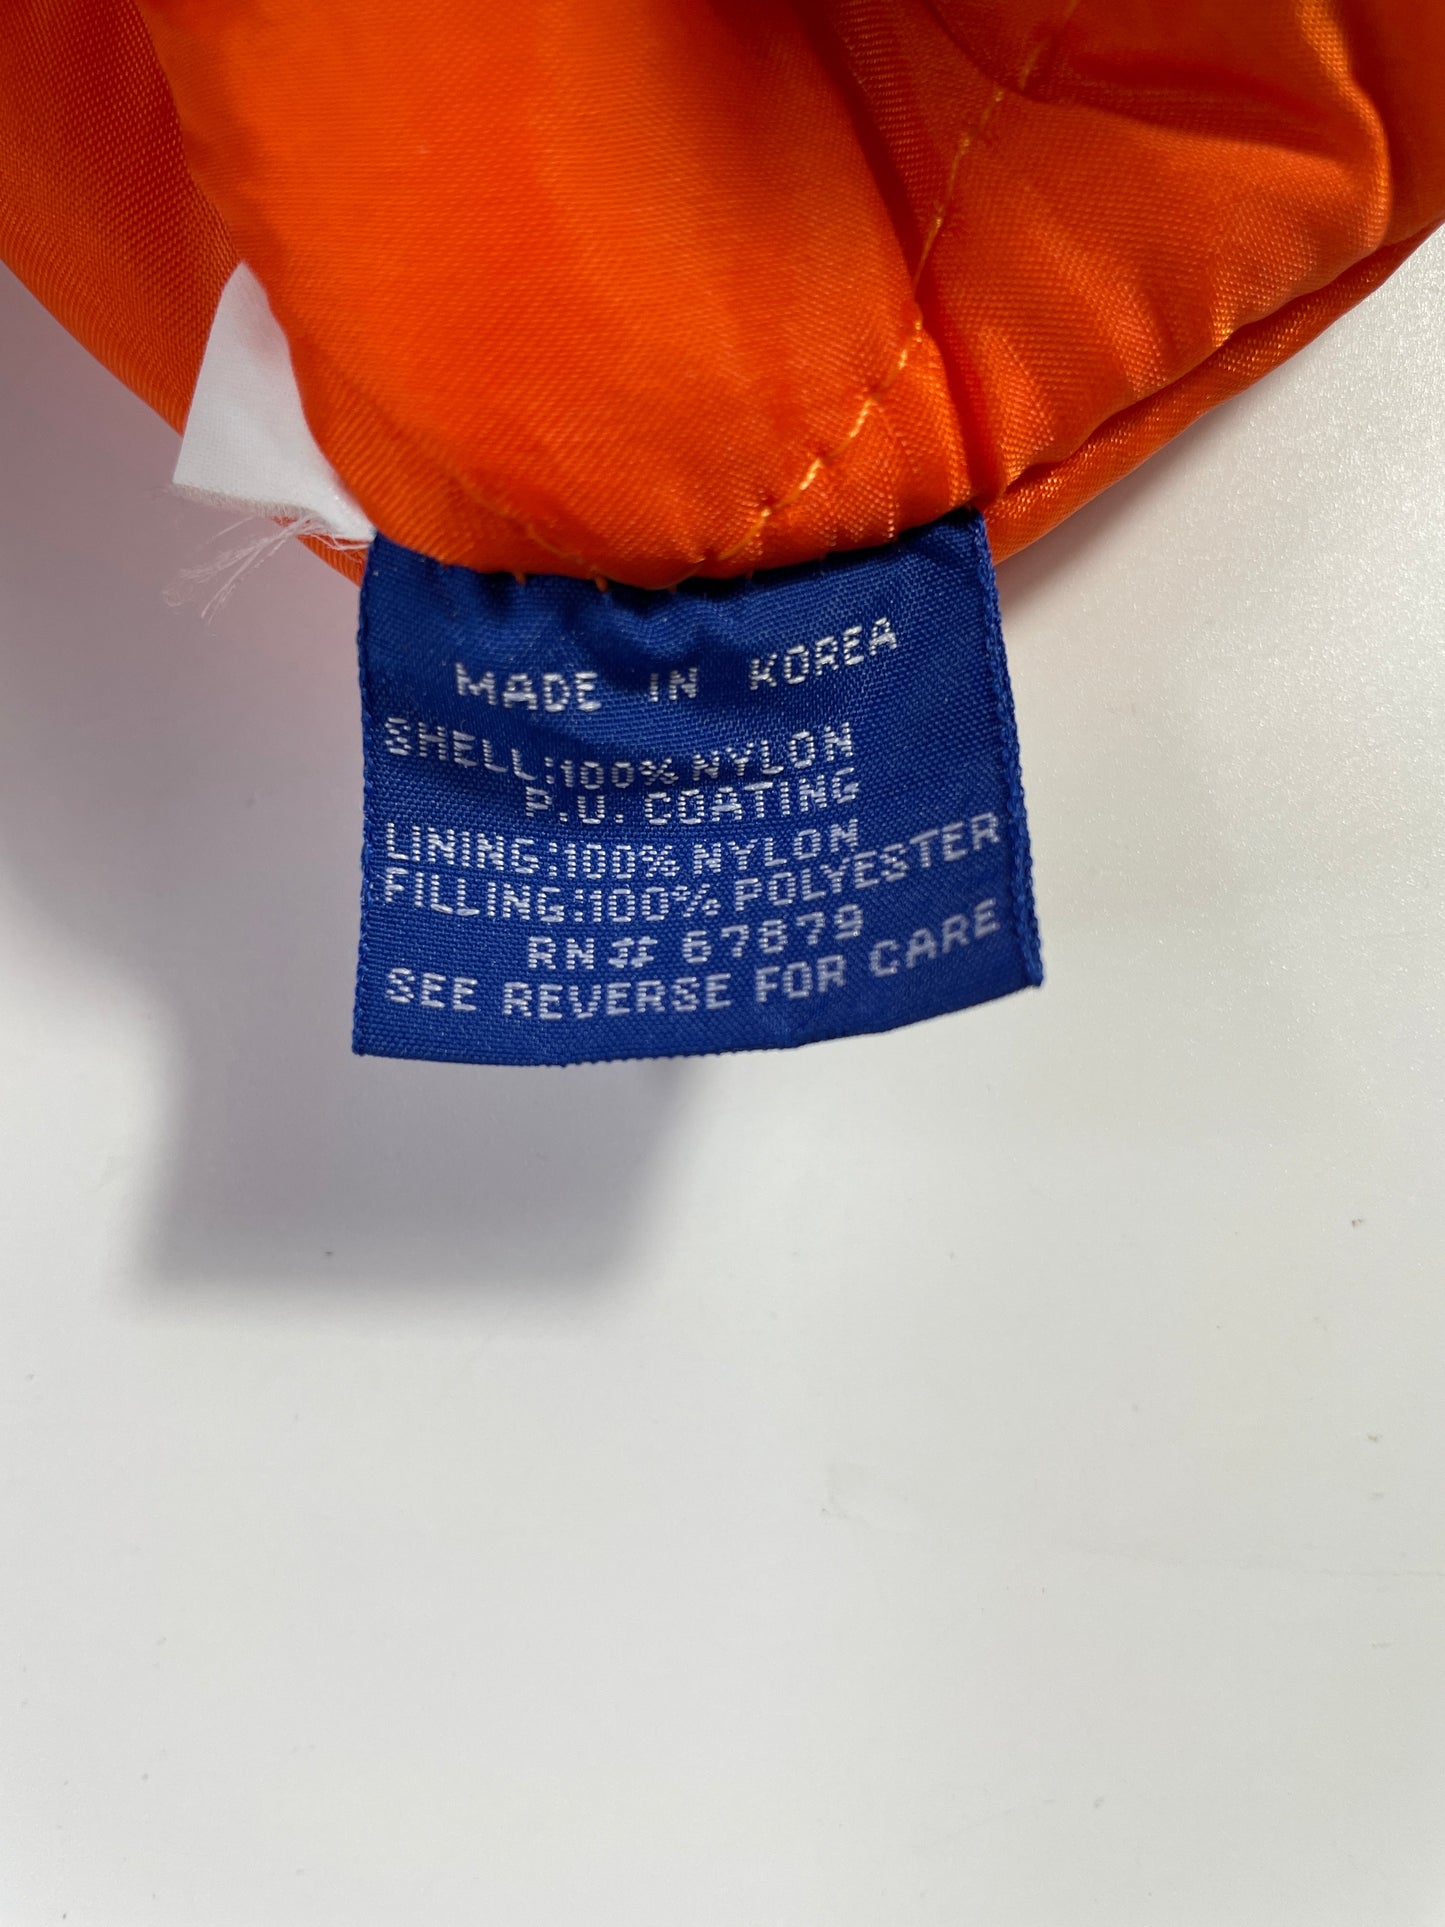 MADE IN KOREA
SHELL:100% NYLON
P.U. COATING
LINING:100% NYLON
FILLING:100% POLYESTER
RN# 67879
SEE REVERSE FOR CARE